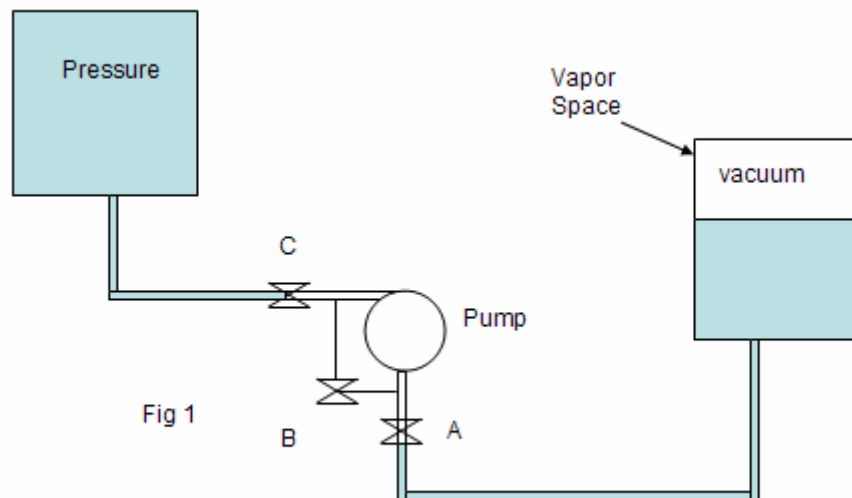 Pressure
Vapor
Space
vacuum
C
Pump
Fig 1
B
A